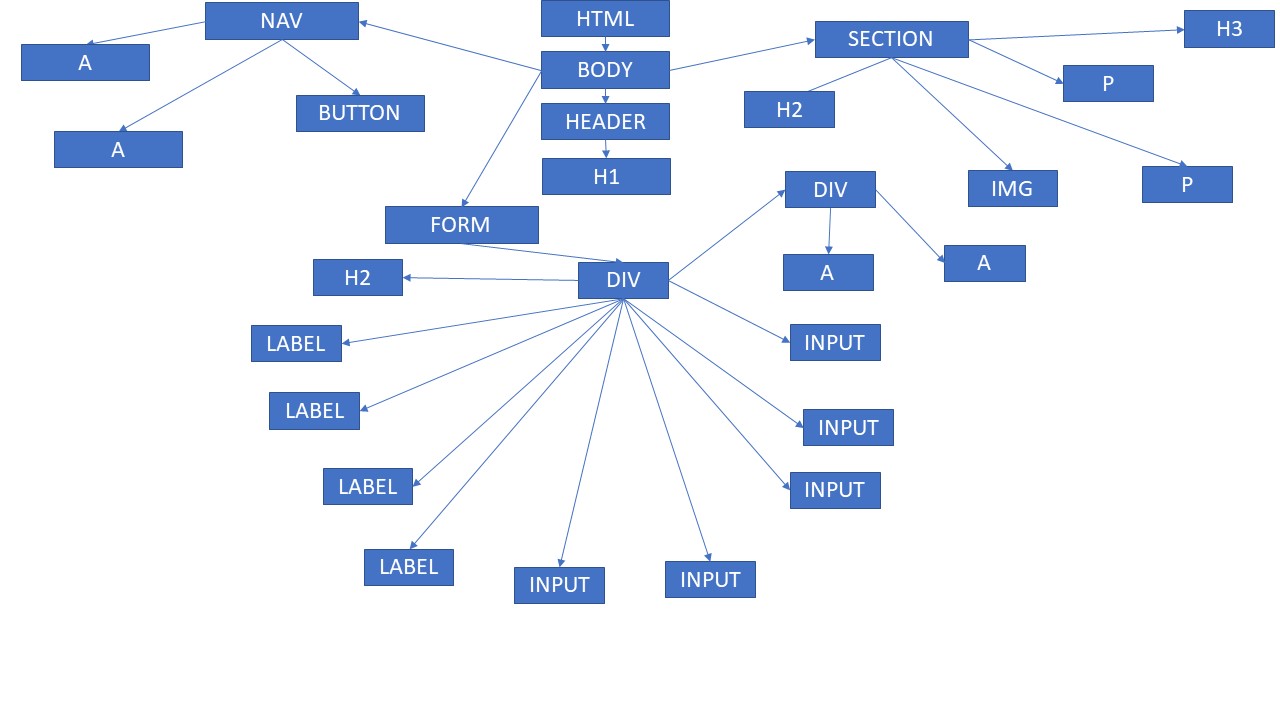 HTML
NAV
H3
SECTION
A
BODY
P
H2
BUTTON
HEADER
A
H1
IMG
DIV
P
FORM
A
A
H2
DIV
LABEL
INPUT
LABEL
INPUT
LABEL
INPUT
LABEL
INPUT
INPUT